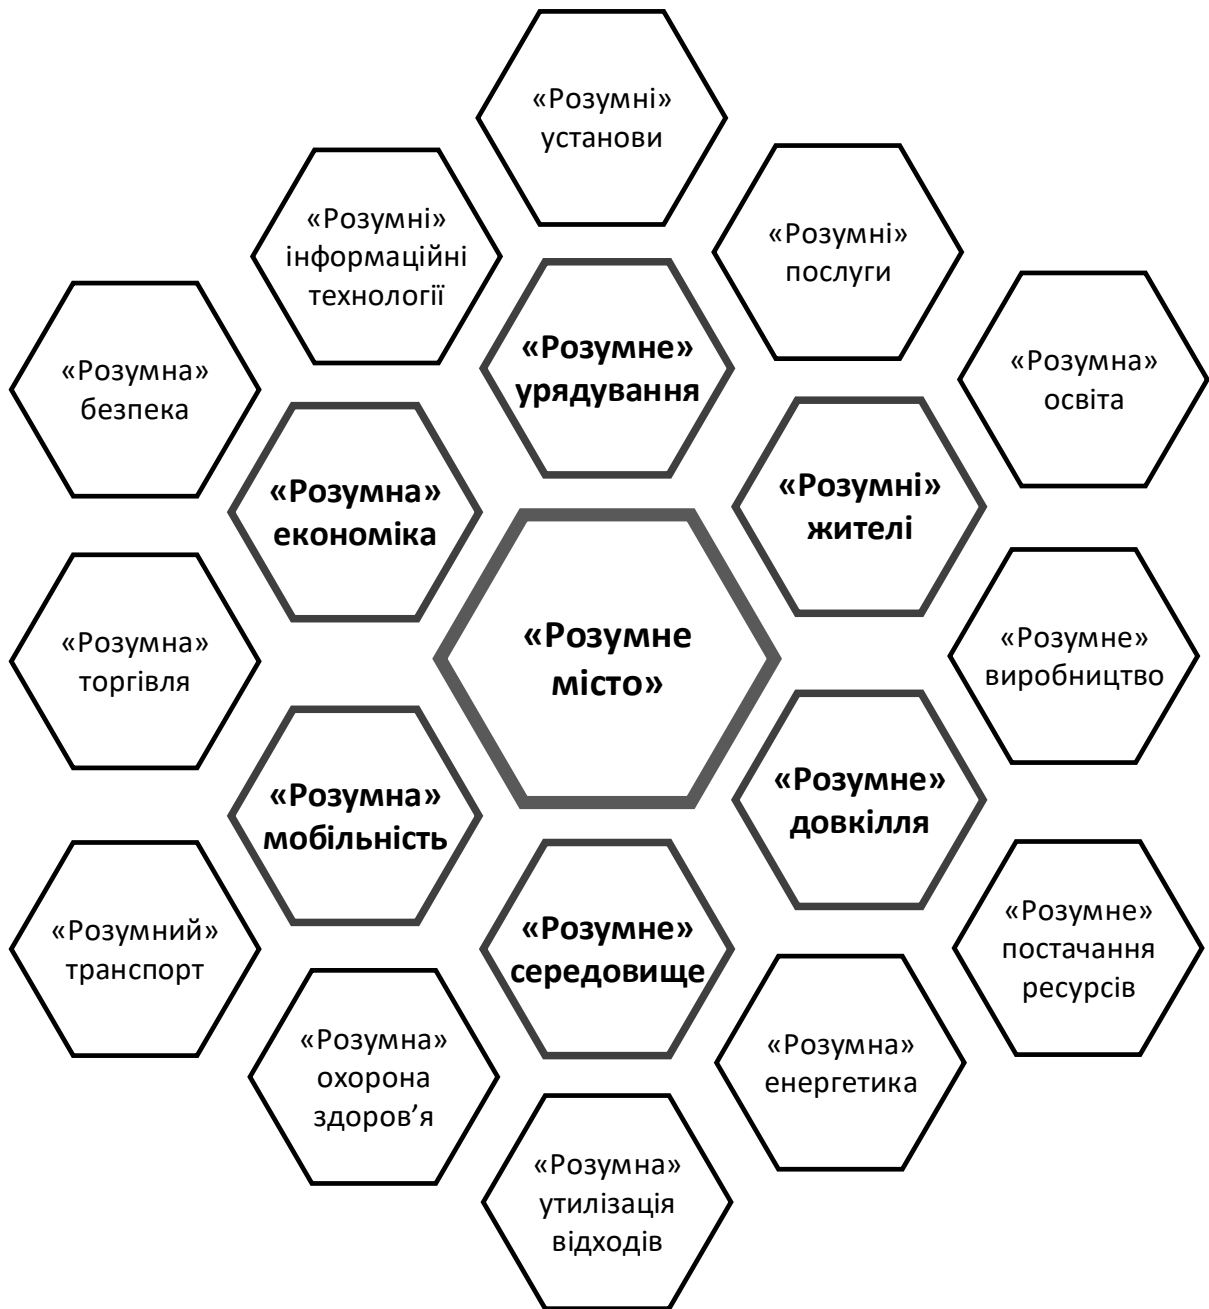 «Розумні»
установи
«Розумні»
інформаційні
технології
«Розумні»
послуги
«Розумна»
безпека
«Розумне»
урядування
«Розумна»
освіта
«Розумна»
економіка
«Розумні»
жителі
«Розумна»
торгівля
«Розумне
місто»
«Розумне»
виробництво
«Розумна»
мобільність
«Розумне»
довкілля
«Розумний»
транспорт
«Розумне»
середовище
«Розумне»
постачання
ресурсів
«Розумна»
охорона
здоров’я
«Розумна»
енергетика
«Розумна»
утилізація
відходів